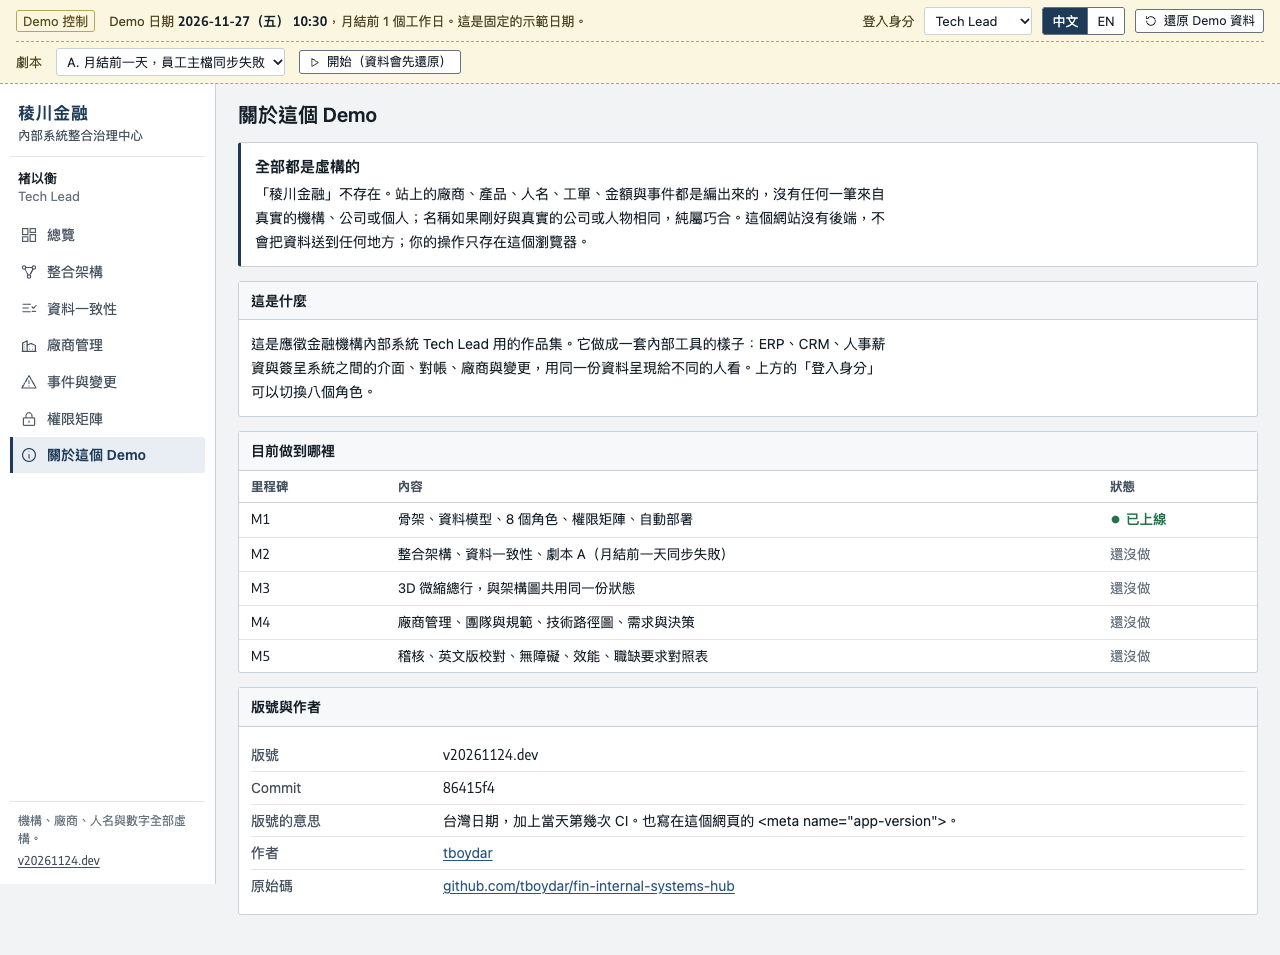 Demo 控制
Demo 日期 2026-11-27（五） 10:30，月結前 1 個工作日。這是固定的示範日期。
登入身分
Tech Lead
中文
EN
還原 Demo 資料
劇本
A. 月結前一天，員工主檔同步失敗
開始（資料會先還原）
稜川金融
內部系統整合治理中心
褚以衡
Tech Lead
總覽
整合架構
資料一致性
廠商管理
事件與變更
權限矩陣
關於這個 Demo
機構、廠商、人名與數字全部虛
構。
v20261124.dev
關於這個 Demo
全部都是虛構的
「稜川金融」不存在。站上的廠商、產品、人名、工單、金額與事件都是編出來的，沒有任何一筆來自
真實的機構、公司或個人；名稱如果剛好與真實的公司或人物相同，純屬巧合。這個網站沒有後端，不
會把資料送到任何地方；你的操作只存在這個瀏覽器。
這是什麼
這是應徵金融機構內部系統 Tech Lead 用的作品集。它做成一套內部工具的樣子：ERP、CRM、人事薪
資與簽呈系統之間的介面、對帳、廠商與變更，用同一份資料呈現給不同的人看。上方的「登入身分」
可以切換八個角色。
目前做到哪裡
里程碑 內容 狀態
M1 骨架、資料模型、8 個角色、權限矩陣、自動部署 已上線
M2 整合架構、資料一致性、劇本 A（月結前一天同步失敗） 還沒做
M3 3D 微縮總行，與架構圖共用同一份狀態 還沒做
M4 廠商管理、團隊與規範、技術路徑圖、需求與決策 還沒做
M5 稽核、英文版校對、無障礙、效能、職缺要求對照表 還沒做
版號與作者
版號 v20261124.dev
Commit 86415f4
版號的意思 台灣日期，加上當天第幾次 CI。也寫在這個網頁的 <meta name="app-version">。
作者 tboydar
原始碼 github.com/tboydar/fin-internal-systems-hub